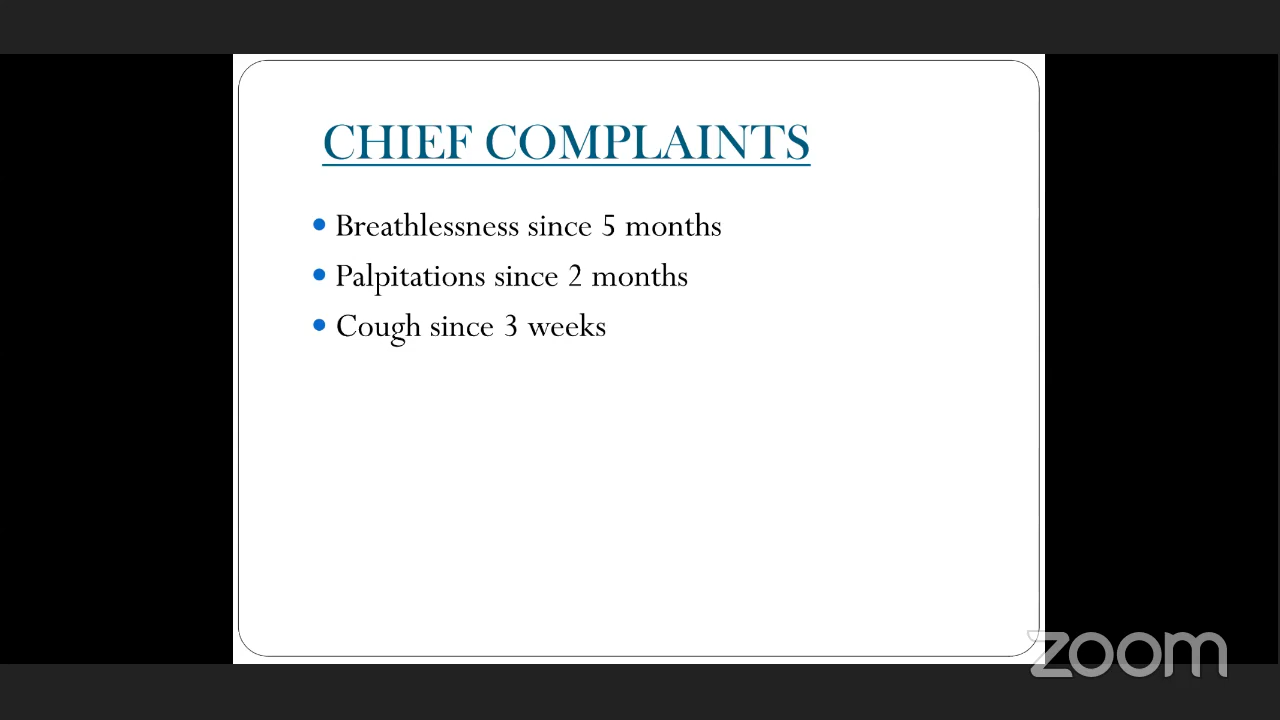 CHIEF COMPLAINTS
Breathlessness since 5 months
Palpitations since 2 months
Cough since 3 weeks
zoom